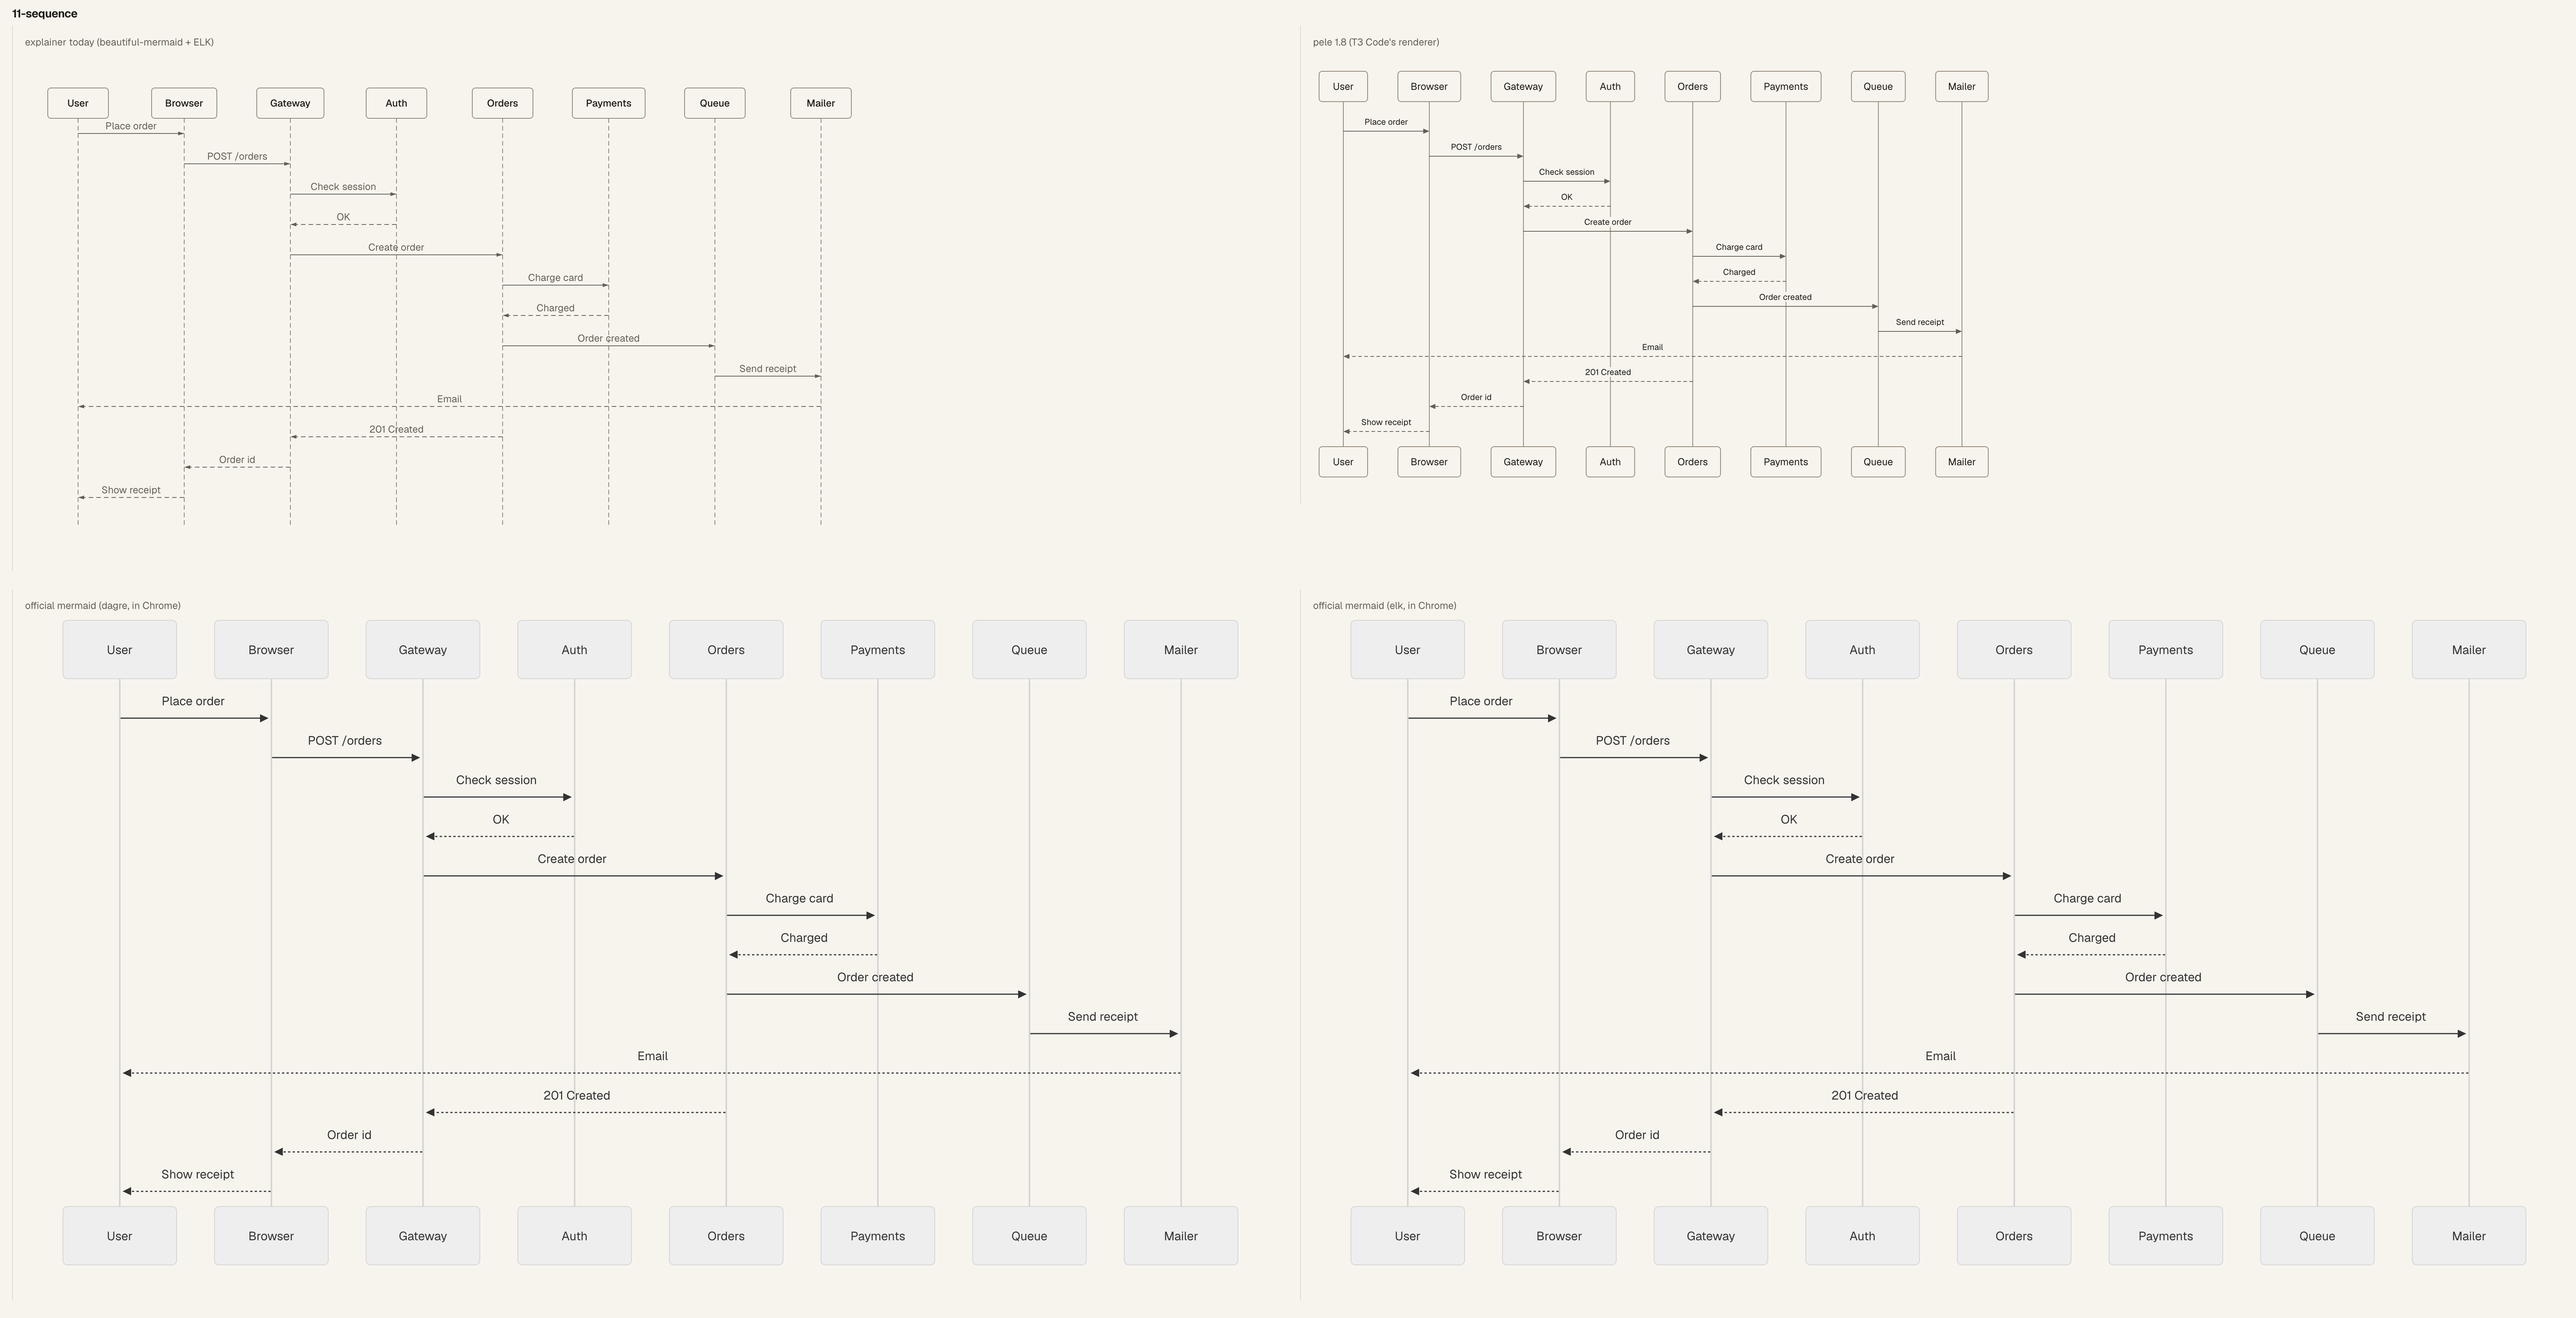 11-sequence
explainer today (beautiful-mermaid + ELK)
User Browser Gateway Auth Orders Payments Queue Mailer
Place order
POST /orders
Check session
OK
Create order
Charge card
Charged
Order created
Send receipt
Email
201 Created
Order id
Show receipt
pele 1.8 (T3 Code's renderer)
User Browser Gateway Auth Orders Payments Queue Mailer
Place order
POST /orders
Check session
OK
Create order
Charge card
Charged
Order created
Send receipt
Email
201 Created
Order id
Show receipt
User Browser Gateway Auth Orders Payments Queue Mailer
official mermaid (dagre, in Chrome)
User Browser Gateway Auth Orders Payments Queue Mailer
Place order
POST /orders
Check session
OK
Create order
Charge card
Charged
Order created
Send receipt
Email
201 Created
Order id
Show receipt
User Browser Gateway Auth Orders Payments Queue Mailer
official mermaid (elk, in Chrome)
User Browser Gateway Auth Orders Payments Queue Mailer
Place order
POST /orders
Check session
OK
Create order
Charge card
Charged
Order created
Send receipt
Email
201 Created
Order id
Show receipt
User Browser Gateway Auth Orders Payments Queue Mailer